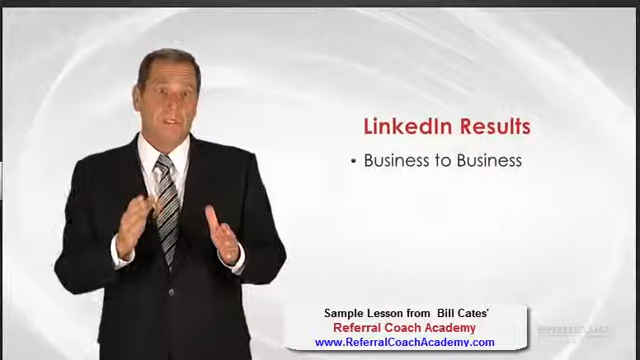 LinkedIn Results
• Business to Business
Sample Lesson from Bill Cates'
Referral Coach Academy
www.ReferralCoachAcademy.com